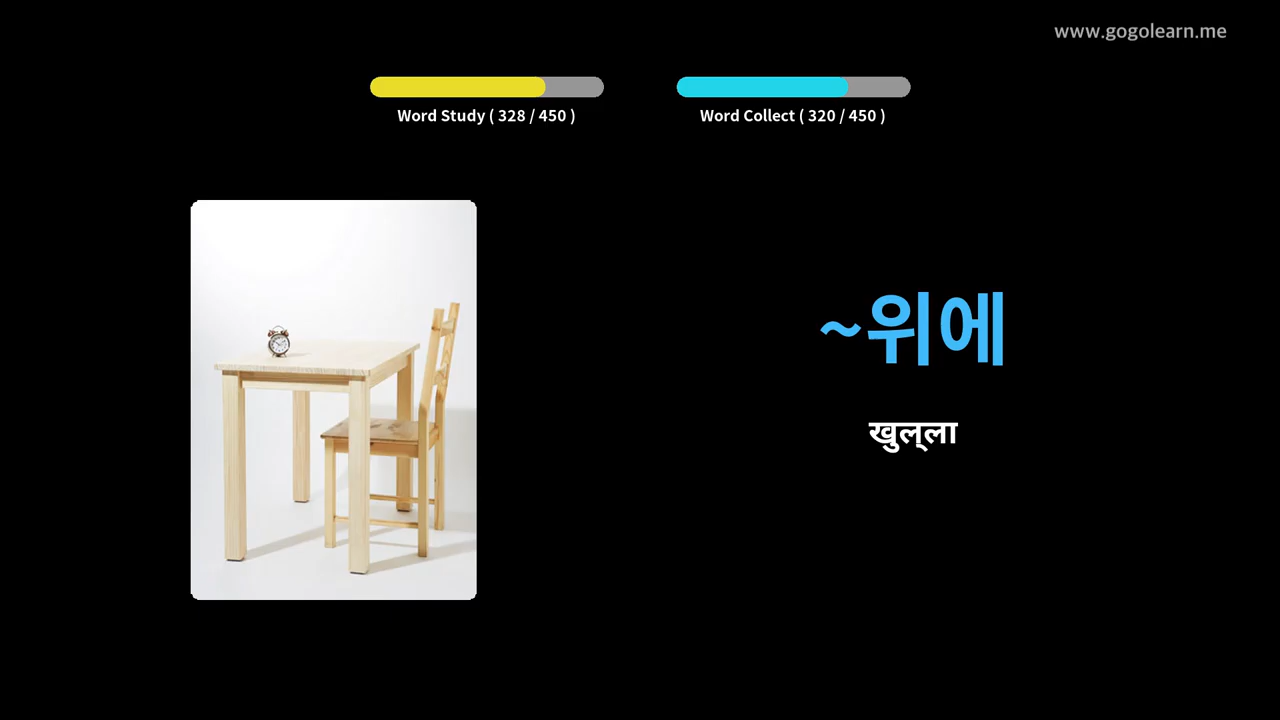 www.gogolearn.me
Word Study ( 328 / 450 )
Word Collect ( 320 / 450 )
~위에
खुल्ला